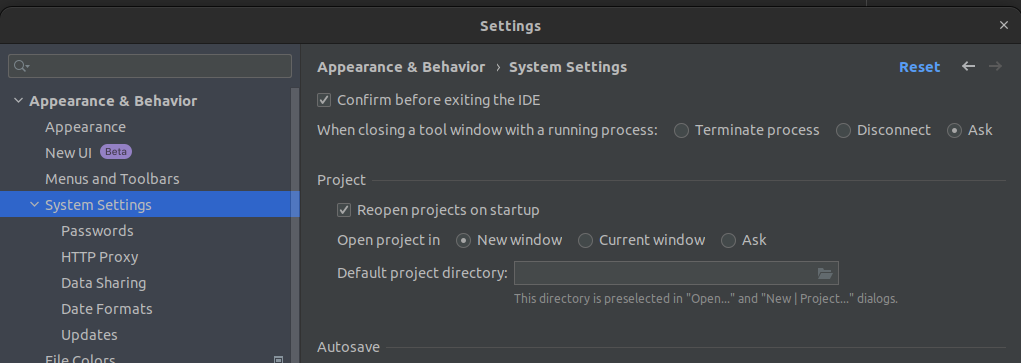 Settings
Appearance & Behavior › System Settings
Reset
Appearance & Behavior
Appearance
New UI Beta
Menus and Toolbars
System Settings
Passwords
HTTP Proxy
Data Sharing
Date Formats
Updates
File Colors
Confirm before exiting the IDE
When closing a tool window with a running process: Terminate process Disconnect Ask
Project
Reopen projects on startup
Open project in New window Current window Ask
Default project directory:
This directory is preselected in "Open..." and "New | Project..." dialogs.
Autosave